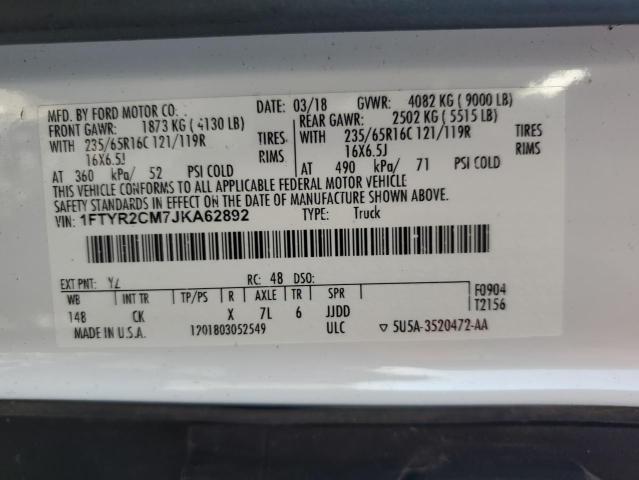 MFD. BY FORD MOTOR CO. DATE: 03/18 GVWR: 4082 KG ( 9000 LB)
FRONT GAWR: 1873 KG ( 4130 LB) REAR GAWR: 2502 KG ( 5515 LB)
WITH 235/65R16C 121/119R TIRES WITH 235/65R16C 121/119R TIRES
16X6.5J RIMS 16X6.5J RIMS
AT 360 kPa/ 52 PSI COLD AT 490 kPa/ 71 PSI COLD
THIS VEHICLE CONFORMS TO ALL APPLICABLE FEDERAL MOTOR VEHICLE
SAFETY STANDARDS IN EFFECT ON THE DATE OF MANUFACTURE SHOWN ABOVE.
VIN: 1FTYR2CM7JKA62892 TYPE: Truck
EXT PNT: YZ RC: 48 DSO: F0904
WB INT TR TP/PS R AXLE TR SPR T2156
148 CK X 7L 6 JJDD
MADE IN U.S.A. 1201803052549 ULC ▽ 5U5A-3520472-AA